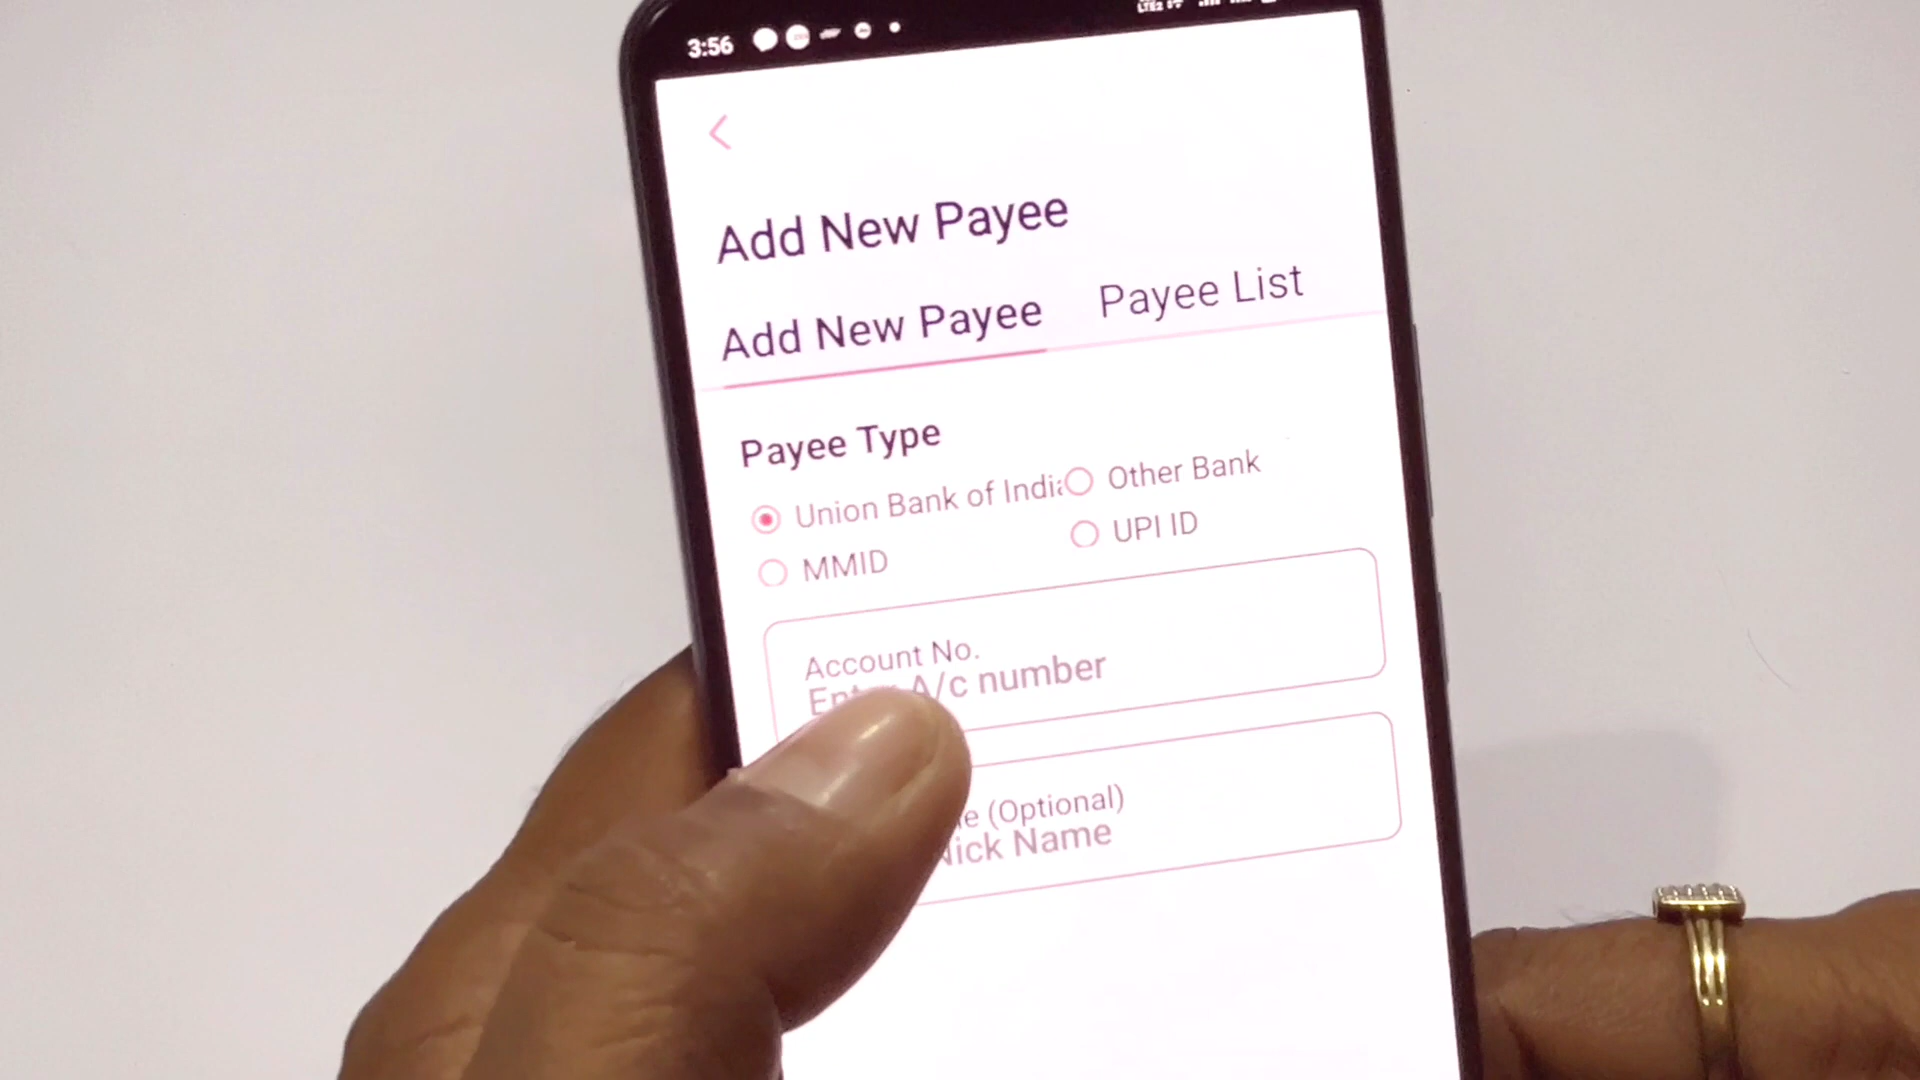 3:56
Add New Payee
Add New Payee
Payee List
Payee Type
Union Bank of India
Other Bank
MMID
UPI ID
Account No.
A/c number
(Optional)
Nick Name